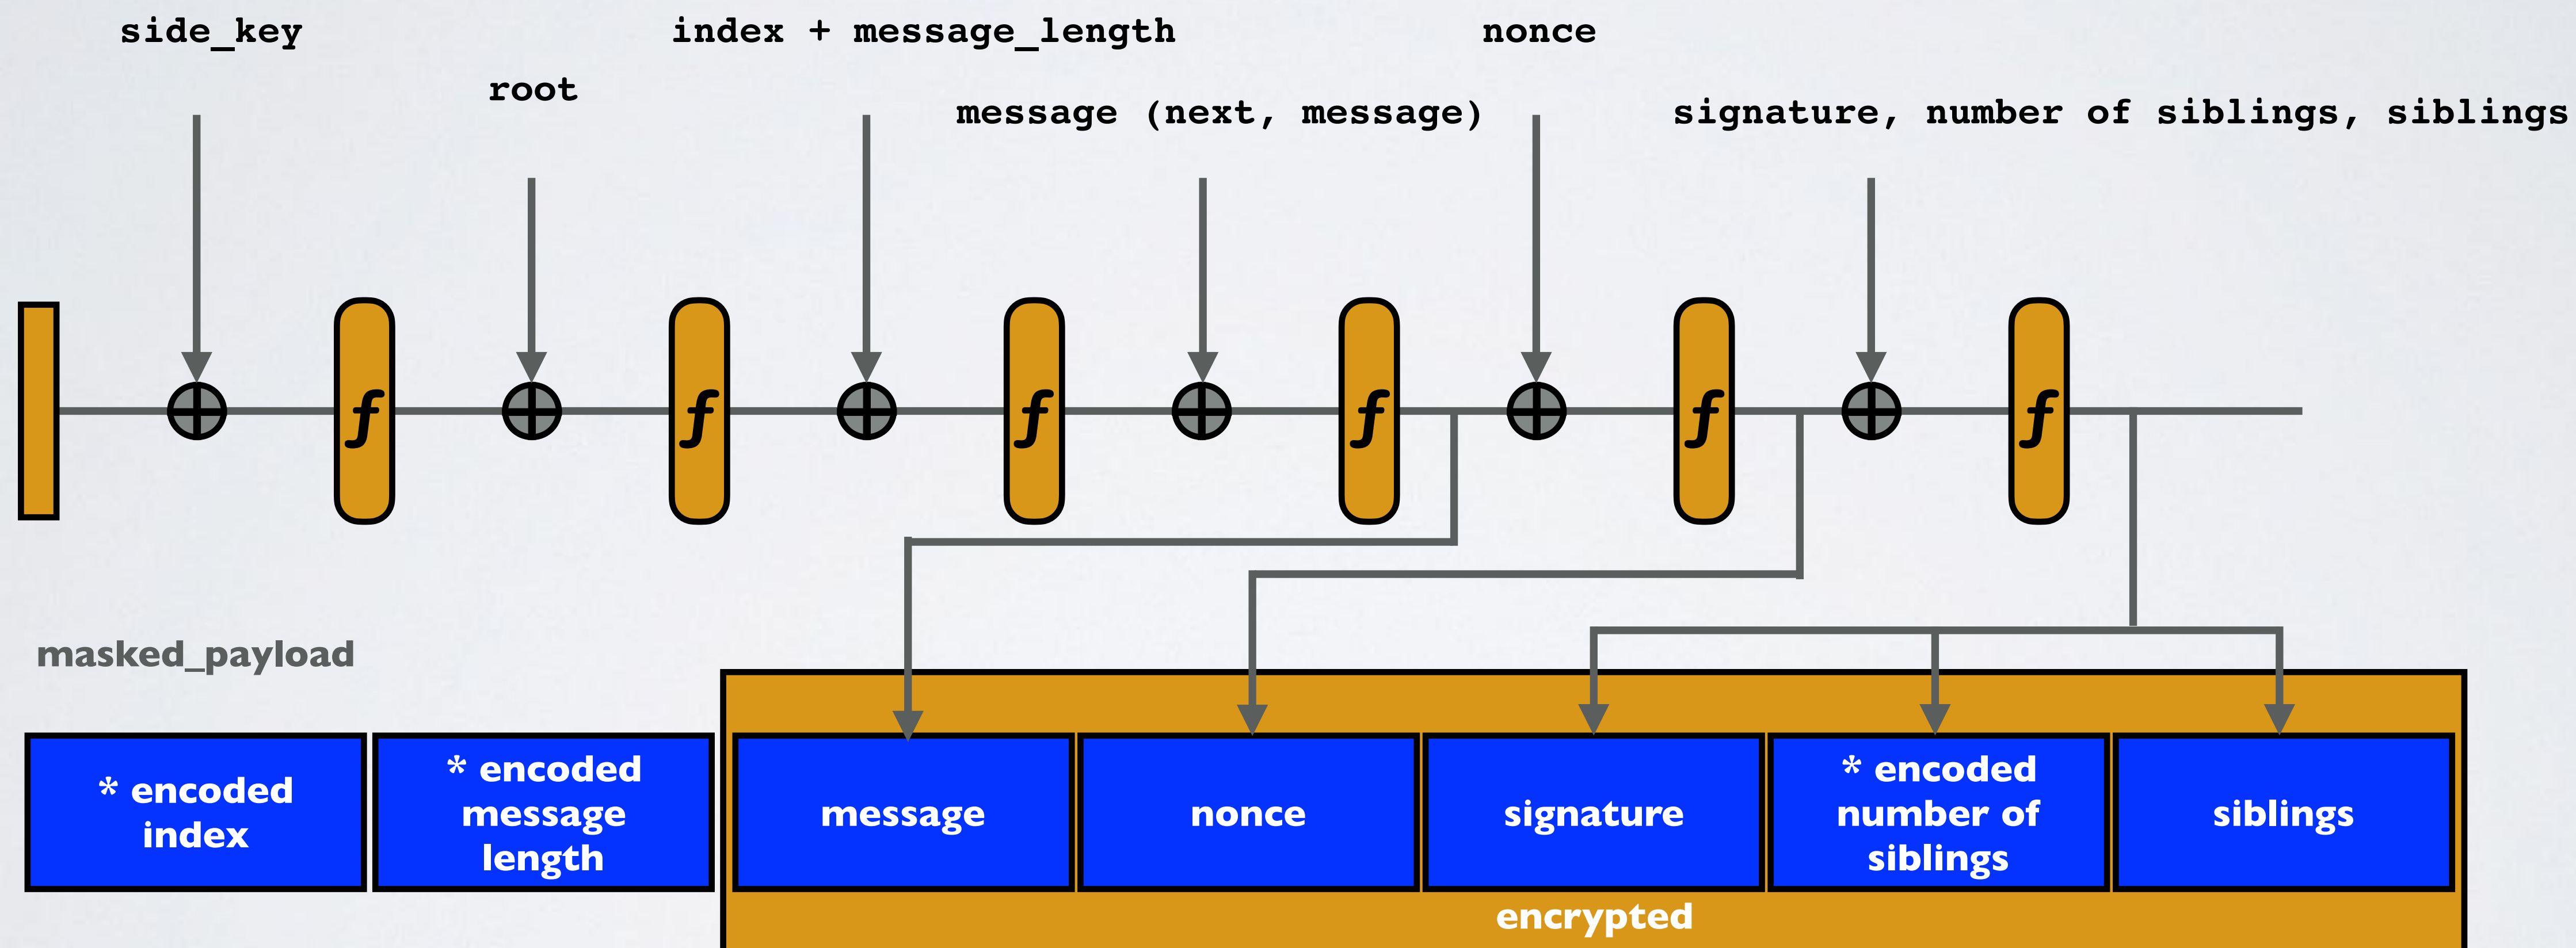 side_key
index + message_length
nonce
root
message (next, message)
signature, number of siblings, siblings
f
f
f
f
f
f
masked_payload
* encoded
index
* encoded
message
length
message
nonce
signature
* encoded
number of
siblings
siblings
encrypted